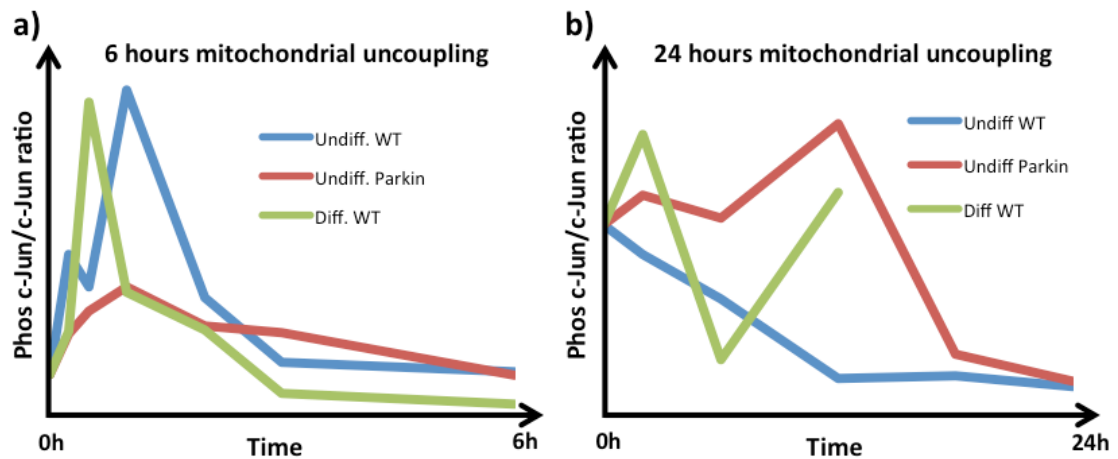 a)
6 hours mitochondrial uncoupling
Phos c-Jun/c-Jun ratio
Undiff. WT
Undiff. Parkin
Diff. WT
0h
Time
6h
b)
24 hours mitochondrial uncoupling
Phos c-Jun/c-Jun ratio
Undiff WT
Undiff Parkin
Diff WT
0h
Time
24h